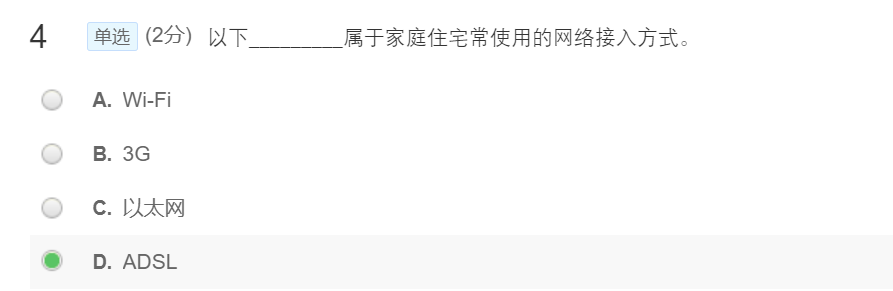 4 单选 (2分) 以下_________属于家庭住宅常使用的网络接入方式。
A. Wi-Fi
B. 3G
C. 以太网
D. ADSL